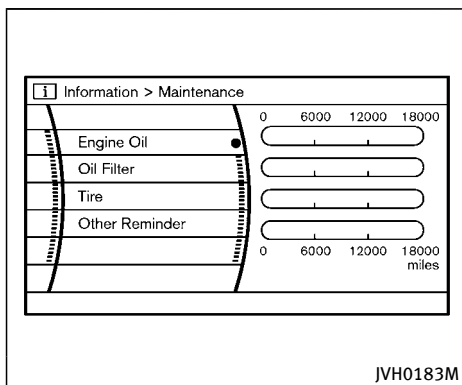 i Information > Maintenance
0 6000 12000 18000
Engine Oil
Oil Filter
Tire
Other Reminder
0 6000 12000 18000
miles
JVH0183M